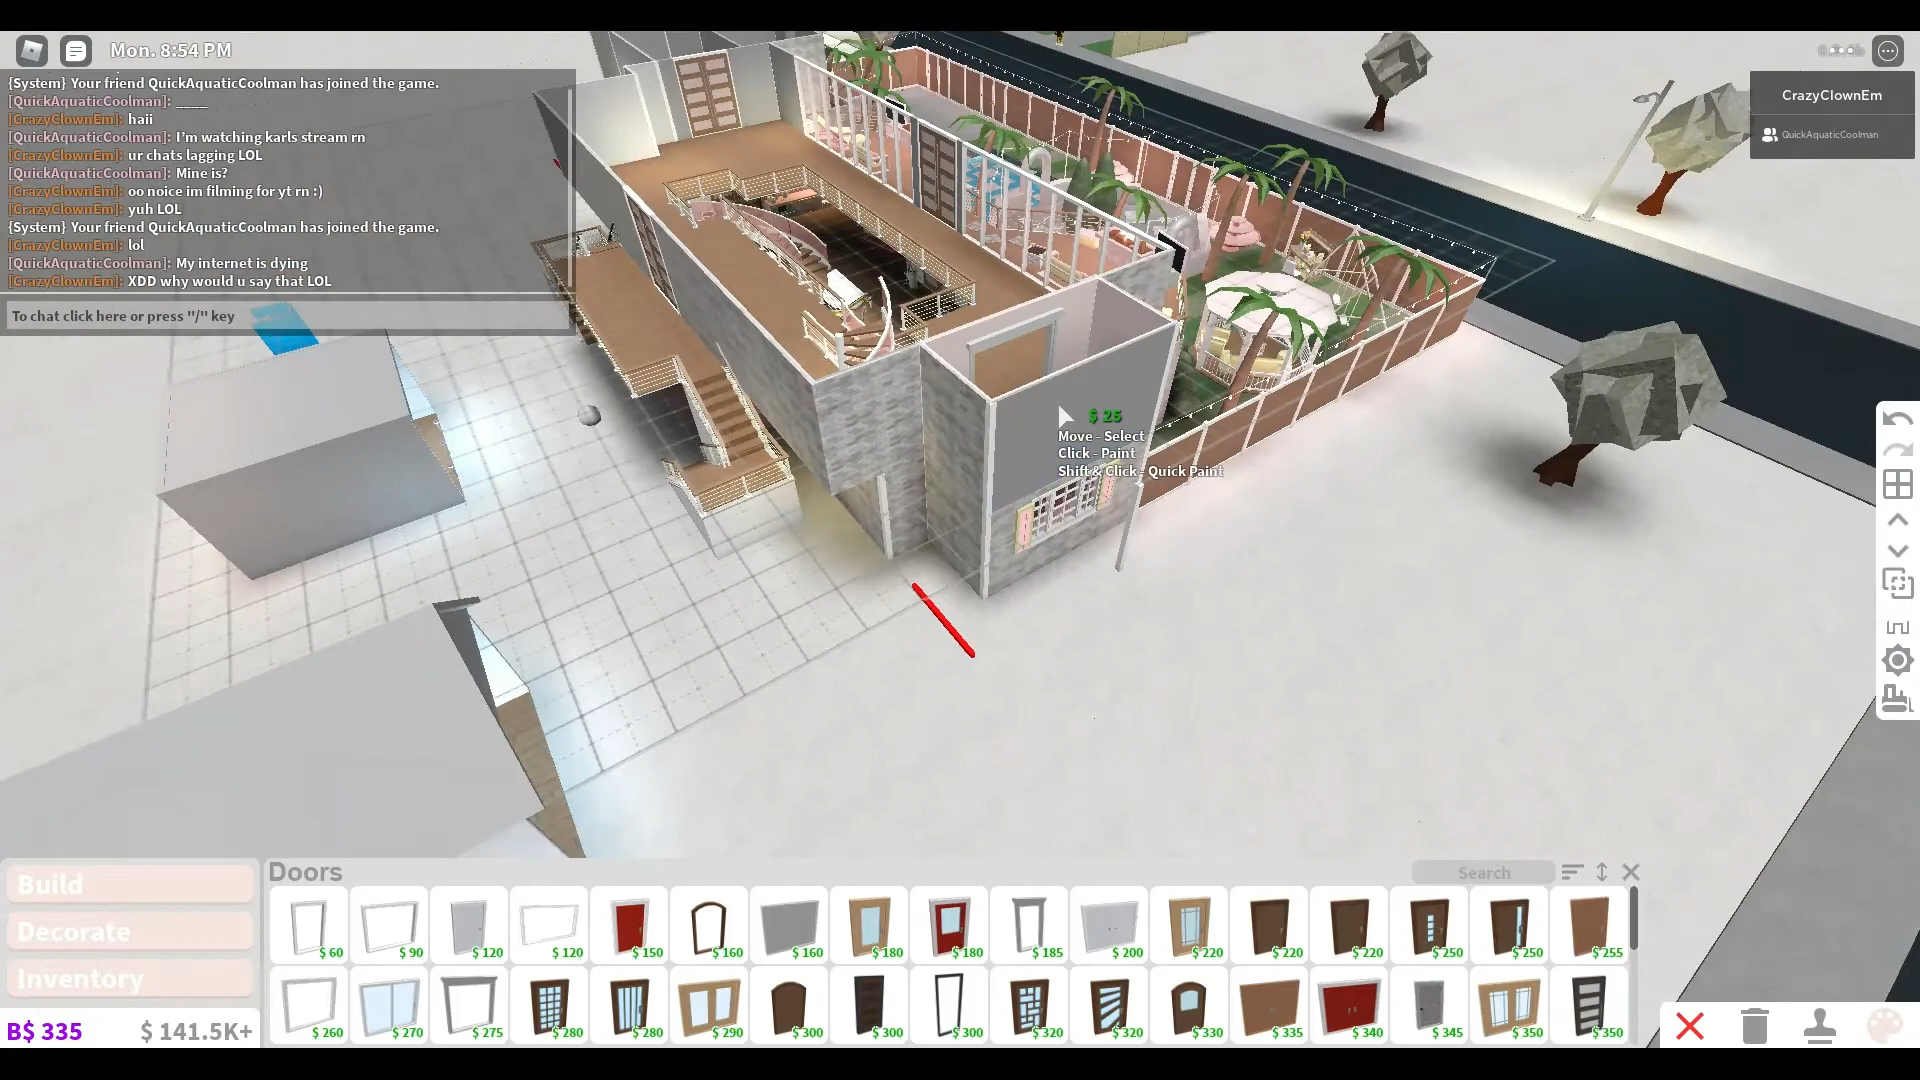 Mon. 8:54 PM
{System} Your friend QuickAquaticCoolman has joined the game.
[QuickAquaticCoolman]: ____
[CrazyClownEm]: haii
[QuickAquaticCoolman]: I'm watching karls stream rn
[CrazyClownEm]: ur chats lagging LOL
[QuickAquaticCoolman]: Mine is?
[CrazyClownEm]: oo noice im filming for yt rn :)
[CrazyClownEm]: yuh LOL
{System} Your friend QuickAquaticCoolman has joined the game.
[CrazyClownEm]: lol
[QuickAquaticCoolman]: My internet is dying
[CrazyClownEm]: XDD why would u say that LOL
To chat click here or press "/" key
CrazyClownEm
QuickAquaticCoolman
$ 25
Move - Select
Click - Paint
Shift & Click - Quick Paint
Build
Decorate
Inventory
B$ 335
$ 141.5K+
Doors
Search
$ 60 $ 90 $ 120 $ 120 $ 150 $ 160 $ 160 $ 180 $ 180 $ 185 $ 200 $ 220 $ 220 $ 220 $ 250 $ 250 $ 255
$ 260 $ 270 $ 275 $ 280 $ 280 $ 290 $ 300 $ 300 $ 300 $ 320 $ 320 $ 330 $ 335 $ 340 $ 345 $ 350 $ 350